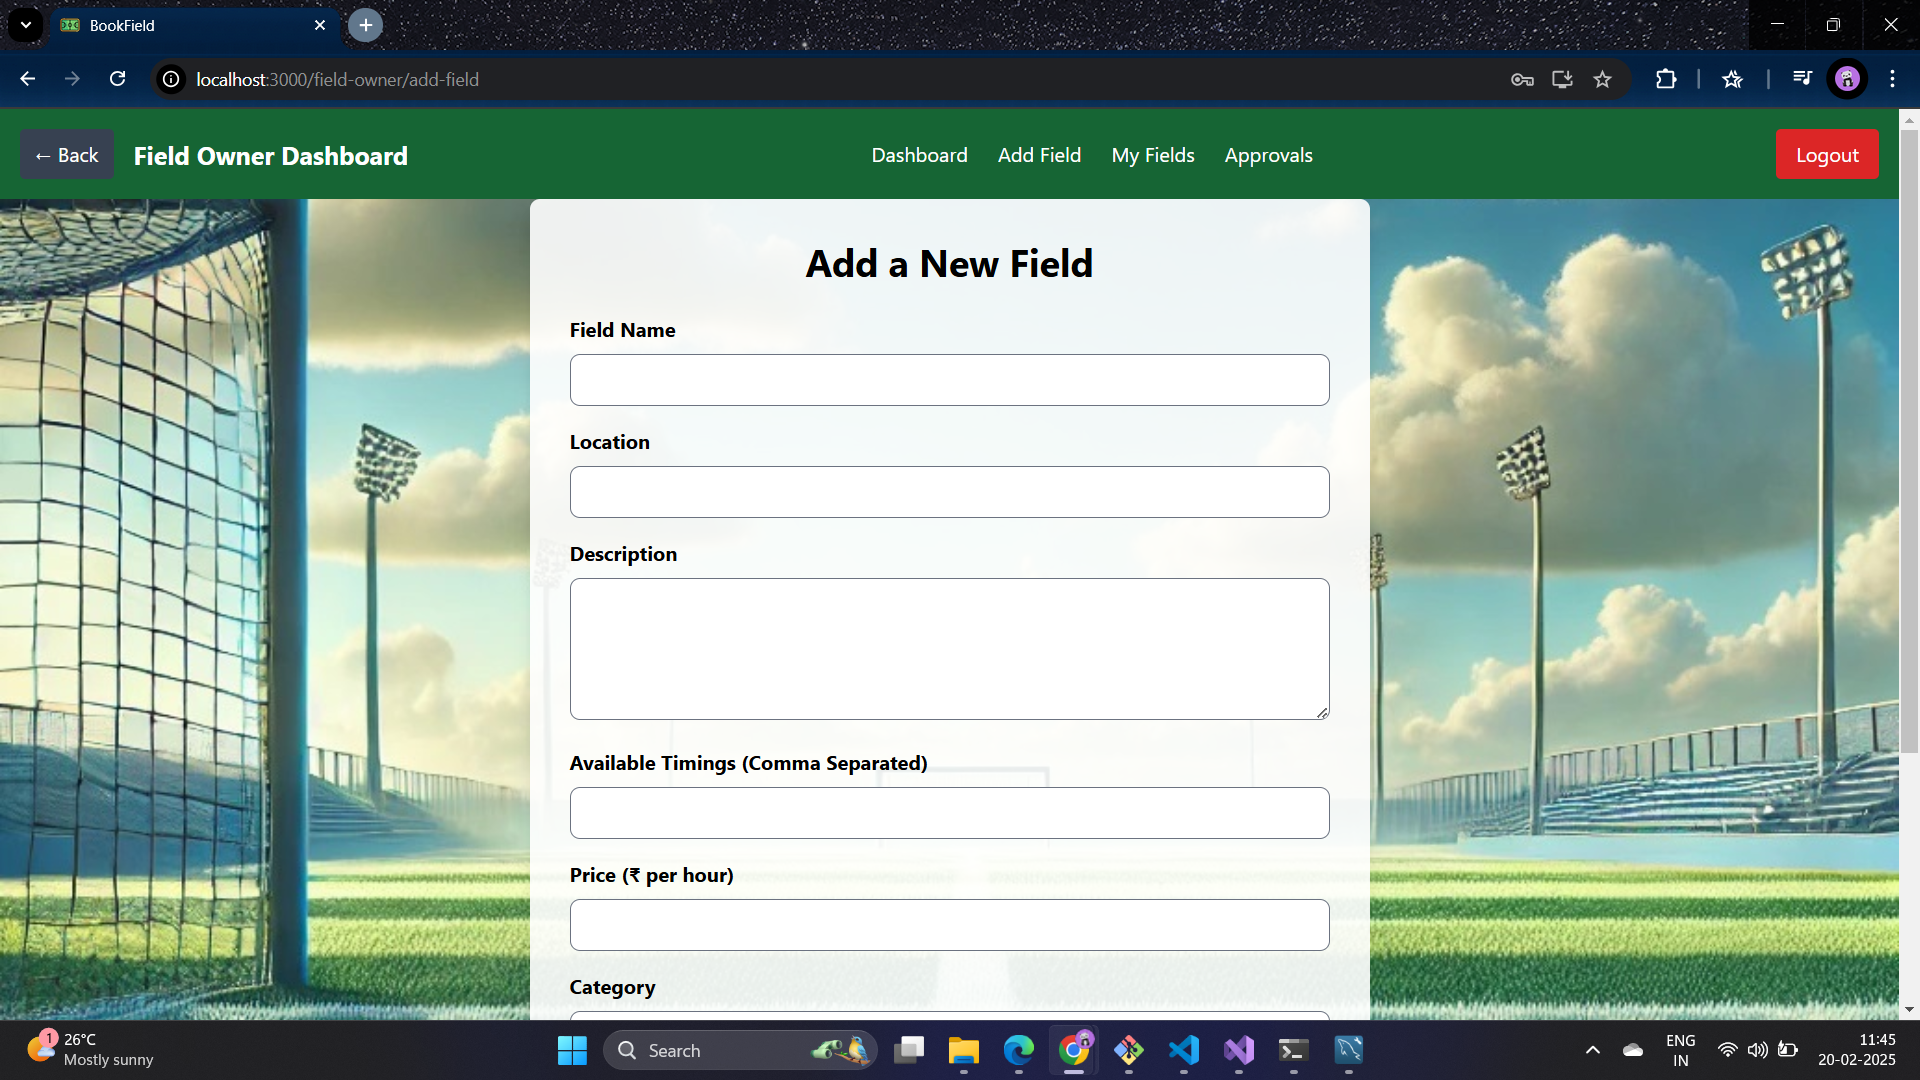 BookField
localhost:3000/field-owner/add-field
← Back
Field Owner Dashboard
Dashboard
Add Field
My Fields
Approvals
Logout
Add a New Field
Field Name
Location
Description
Available Timings (Comma Separated)
Price (₹ per hour)
Category
1
26°C
Mostly sunny
Search
ENG
IN
11:45
20-02-2025